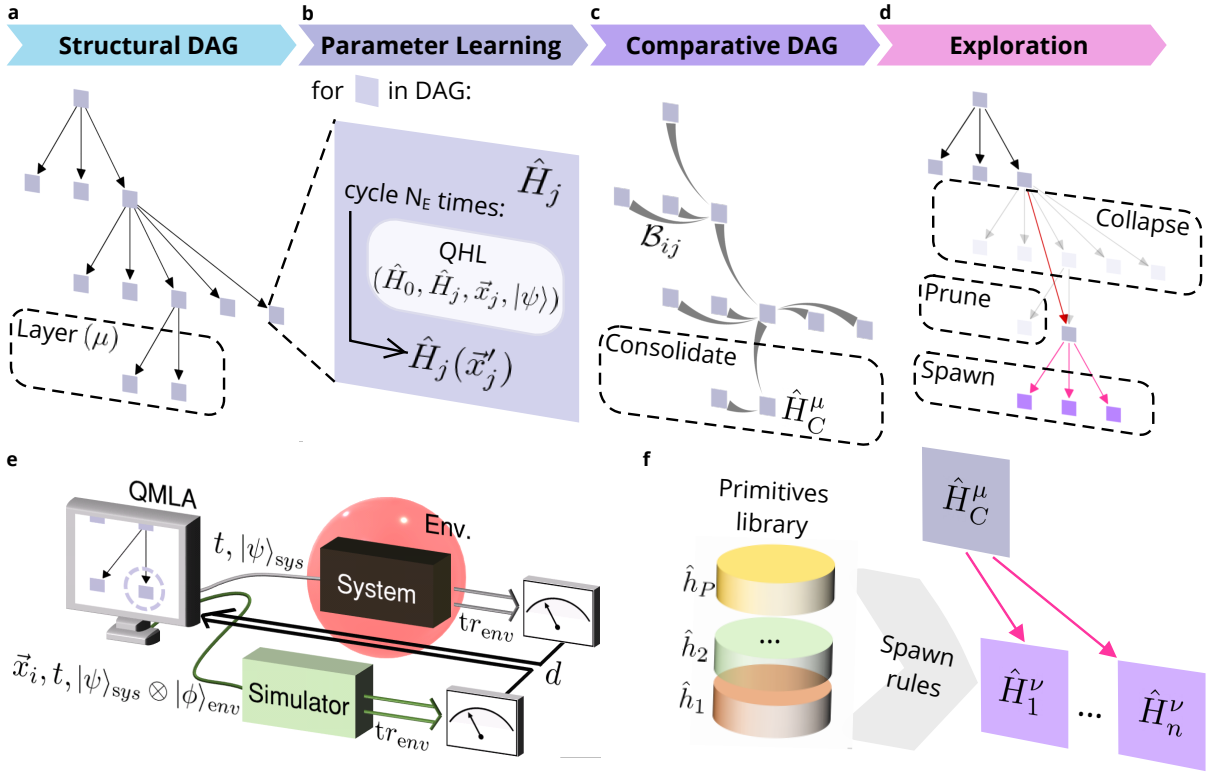 a
Structural DAG
b
Parameter Learning
c
Comparative DAG
d
Exploration
Layer (μ)
for in DAG:
Ĥ_j
cycle N_E times:
QHL
(Ĥ_0, Ĥ_j, x⃗_j, |ψ⟩)
Ĥ_j(x⃗'_j)
ℬ_ij
Consolidate
Ĥ_C^μ
Collapse
Prune
Spawn
e
QMLA
Env.
t, |ψ⟩_sys
System
tr_env
d
x⃗_i, t, |ψ⟩_sys ⊗ |ϕ⟩_env
Simulator
tr_env
f
Primitives
library
ĥ_P
...
ĥ_2
ĥ_1
Spawn
rules
Ĥ_C^μ
Ĥ_1^ν
...
Ĥ_n^ν